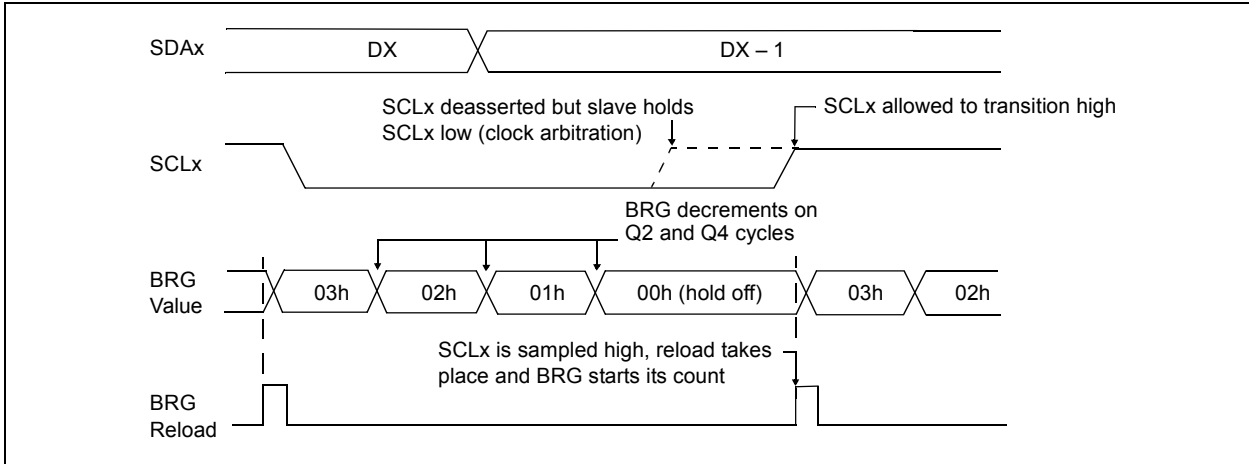 SDAx
DX
DX – 1
SCLx deasserted but slave holds
SCLx low (clock arbitration)
SCLx allowed to transition high
SCLx
BRG decrements on
Q2 and Q4 cycles
BRG
Value
03h
02h
01h
00h (hold off)
03h
02h
SCLx is sampled high, reload takes
place and BRG starts its count
BRG
Reload